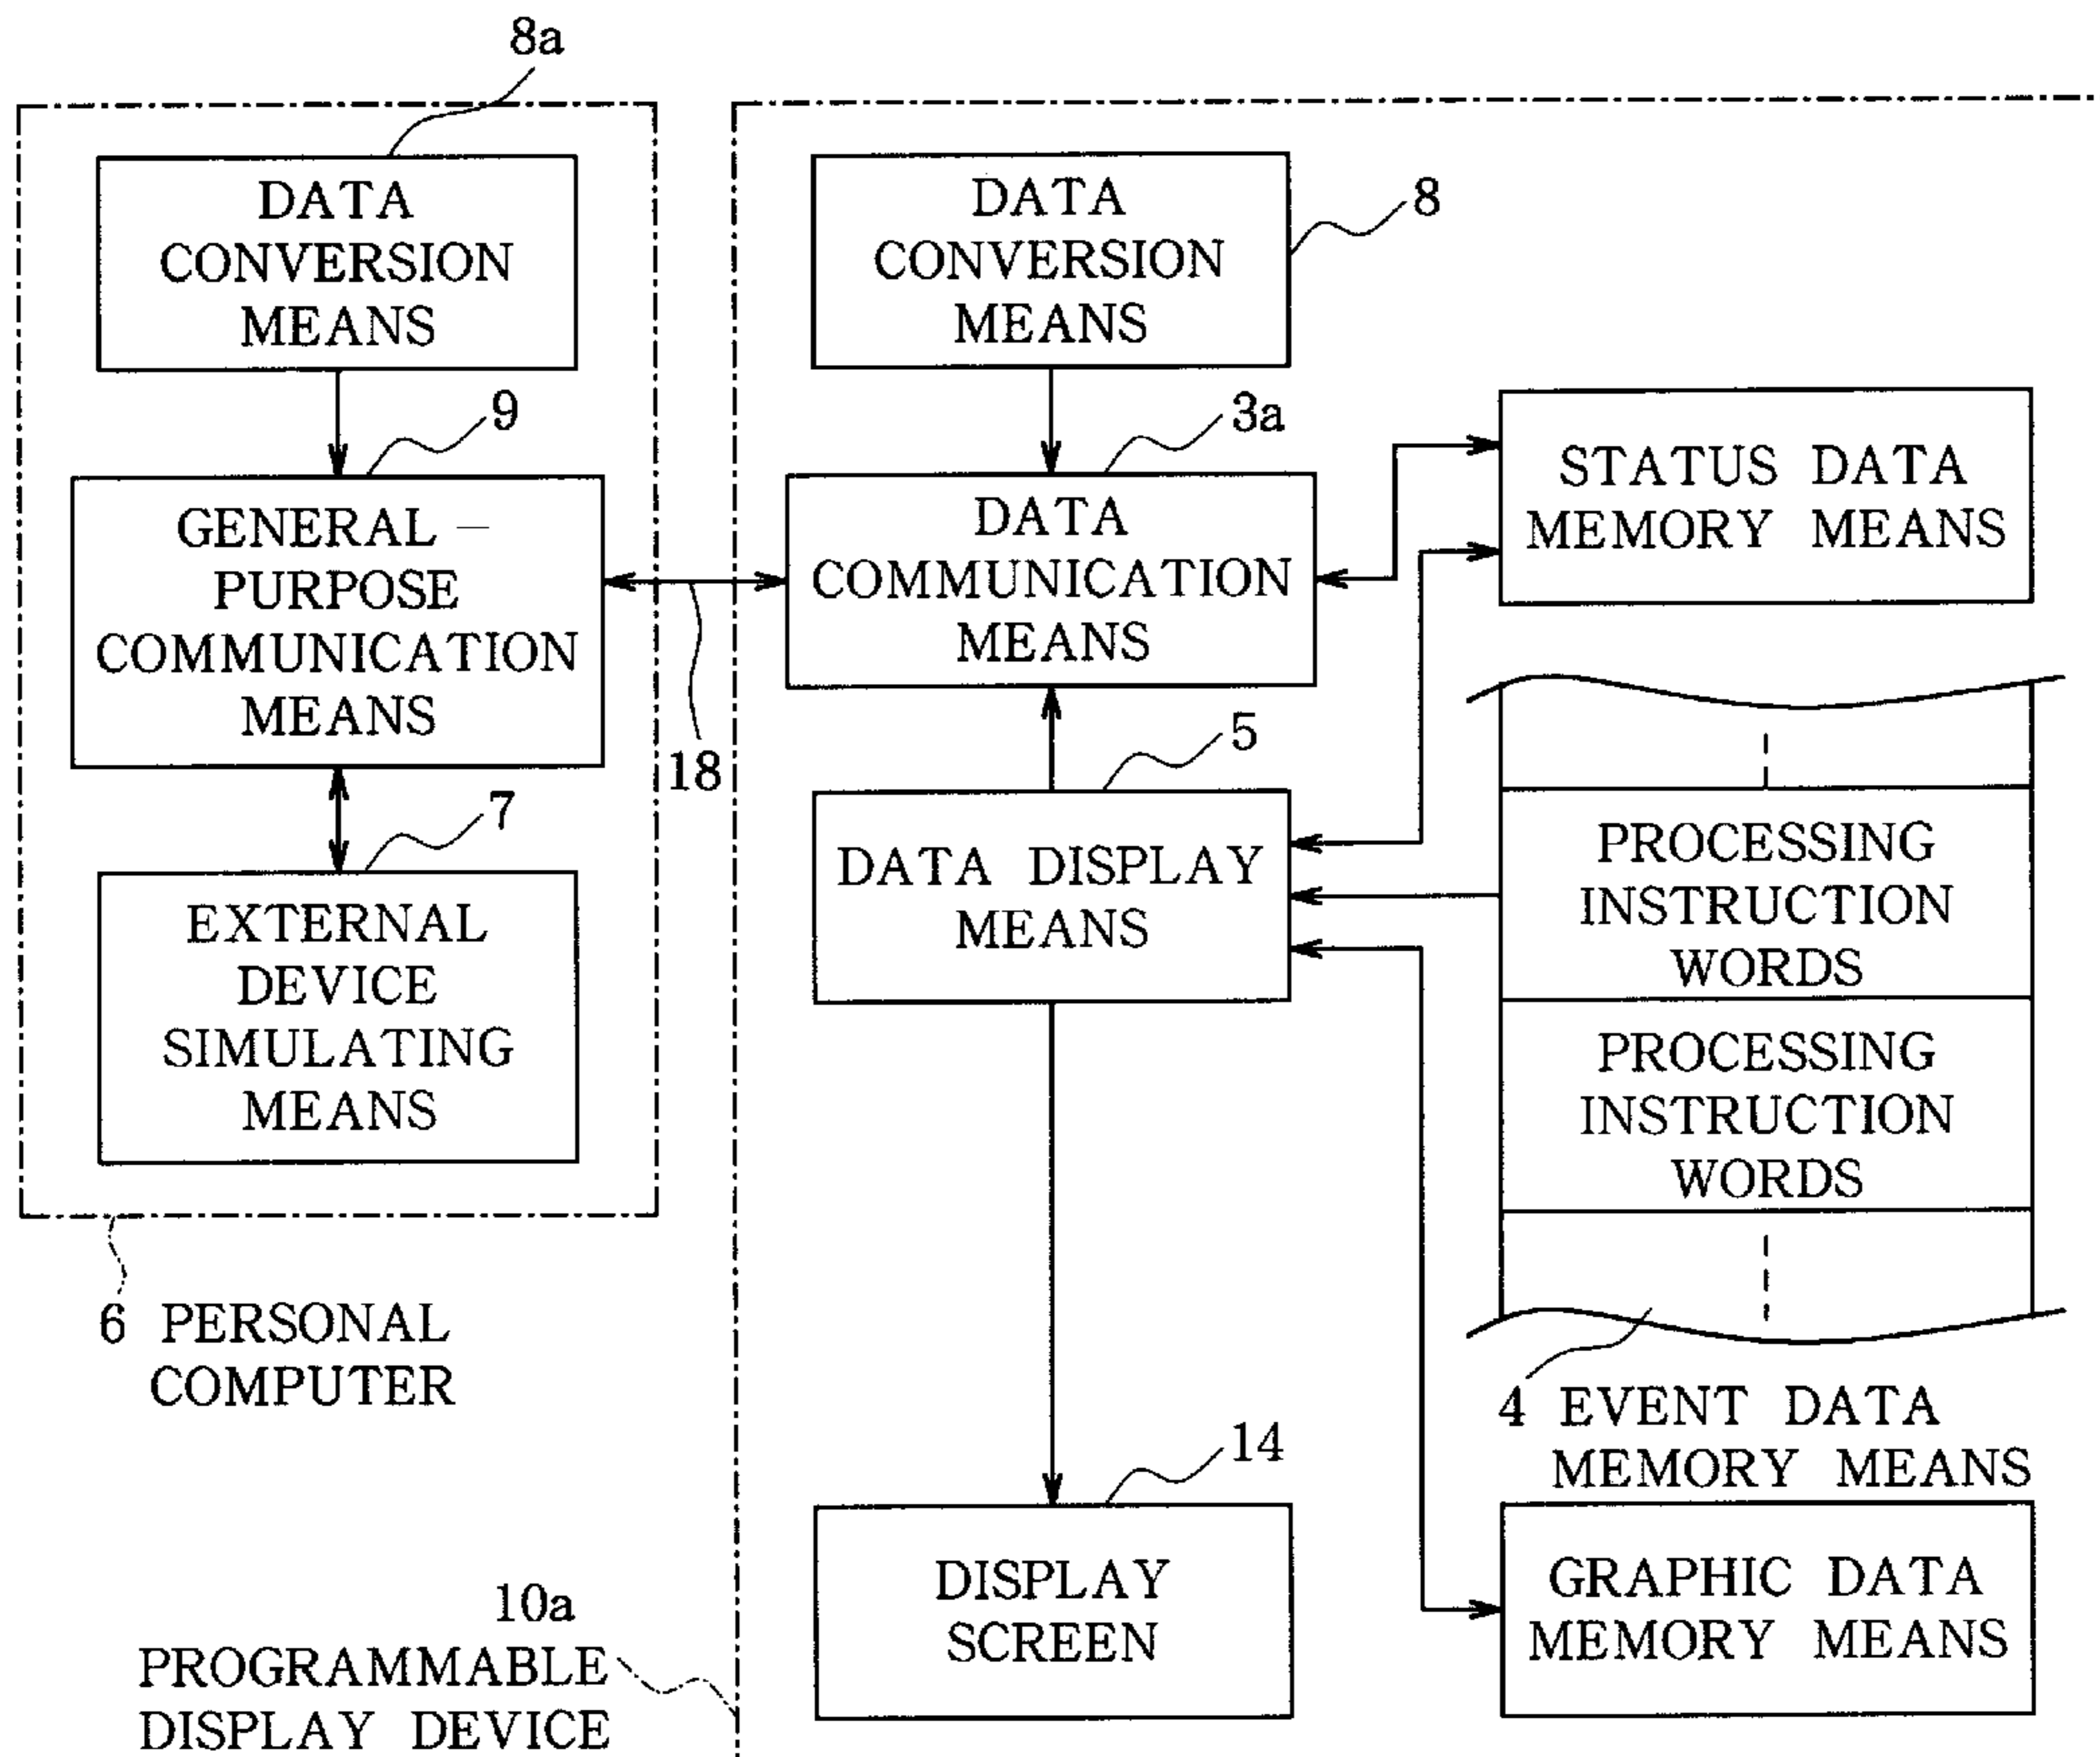 8a
DATA
CONVERSION
MEANS
9
GENERAL-
PURPOSE
COMMUNICATION
MEANS
7
EXTERNAL
DEVICE
SIMULATING
MEANS
6 PERSONAL
COMPUTER
18
DATA
CONVERSION
MEANS
8
3a
DATA
COMMUNICATION
MEANS
5
DATA DISPLAY
MEANS
14
DISPLAY
SCREEN
10a
PROGRAMMABLE
DISPLAY DEVICE
STATUS DATA
MEMORY MEANS
PROCESSING
INSTRUCTION
WORDS
PROCESSING
INSTRUCTION
WORDS
4 EVENT DATA
MEMORY MEANS
GRAPHIC DATA
MEMORY MEANS